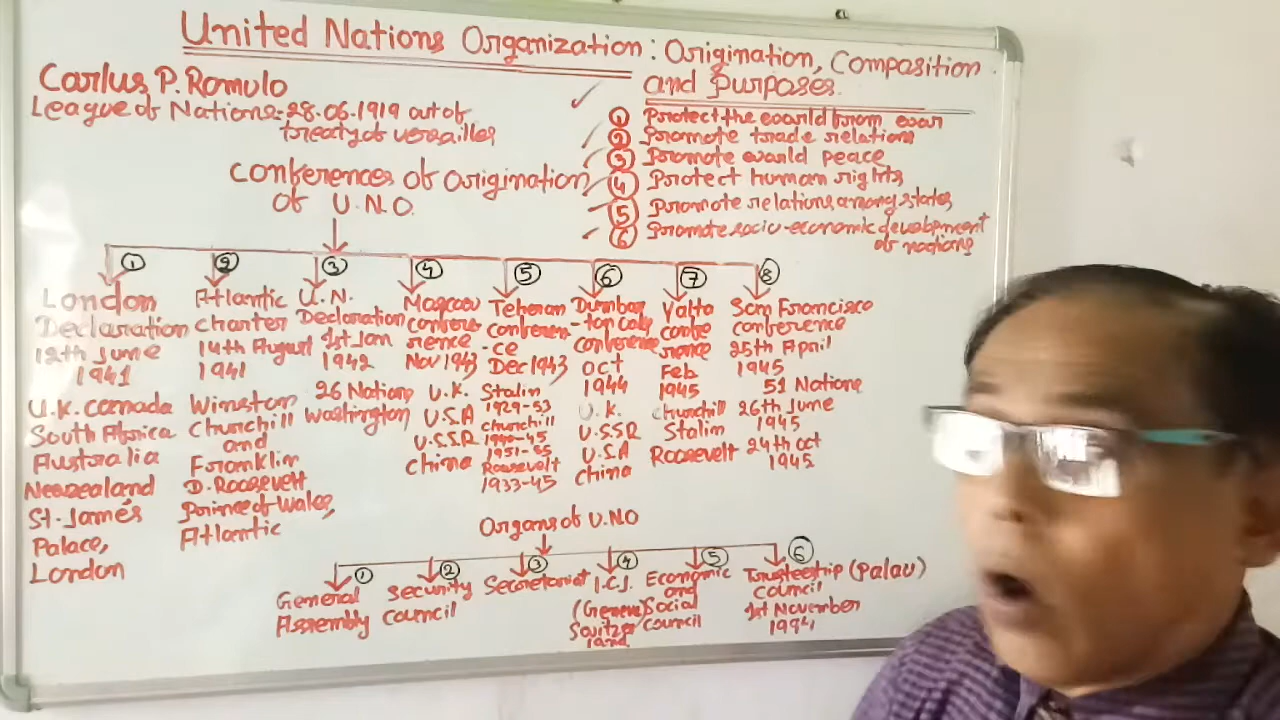 United Nations Organization: Origination, Composition
and Purposes.
Carlus P. Romulo
League of Nations:-28.06.1919 out of
treaty of versailles
① Protect the world from war
② Promote trade relations
③ Promote world peace
④ Protect human rights
⑤ Promote relations among states
⑥ Promote socio-economic development
of nations
Conferences of origination
of U.N.O.
①
London
Declaration
12th June
1941
U.K. Canada
South Africa
Australia
Newzealand
St. James
Palace,
London
②
Atlantic
charter
14th August
1941
Winston
Churchill
and
Franklin
D. Roosevelt
Prince of Wales,
Atlantic
③
U.N.
Declaration
1st Jan
1942
26 Nations
Washington
④
Moscow
confere
rence
Nov 1943
U.K.
U.S.A
U.S.S.R
China
⑤
Teheran
conferen-
-ce
Dec 1943
Stalin
1929-53
Churchill
1940-45
1951-55
Roosevelt
1933-45
⑥
Dumbar
-ton oaks
conference
Oct
1944
U.K.
U.S.S.R
U.S.A
China
⑦
Yalta
confe
rence
Feb
1945
Churchill
Stalin
Roosevelt
⑧
San Francisco
conference
25th April
1945
51 Nations
26th June
1945
24th Oct
1945
Organs of U.NO
①
General
Assembly
②
Security
council
③
Secretariat
④
I.C.J.
(Geneve)
Switzer
land
⑤
Economic
and
Social
council
⑥
Trusteeship (Palau)
council
1st November
1994